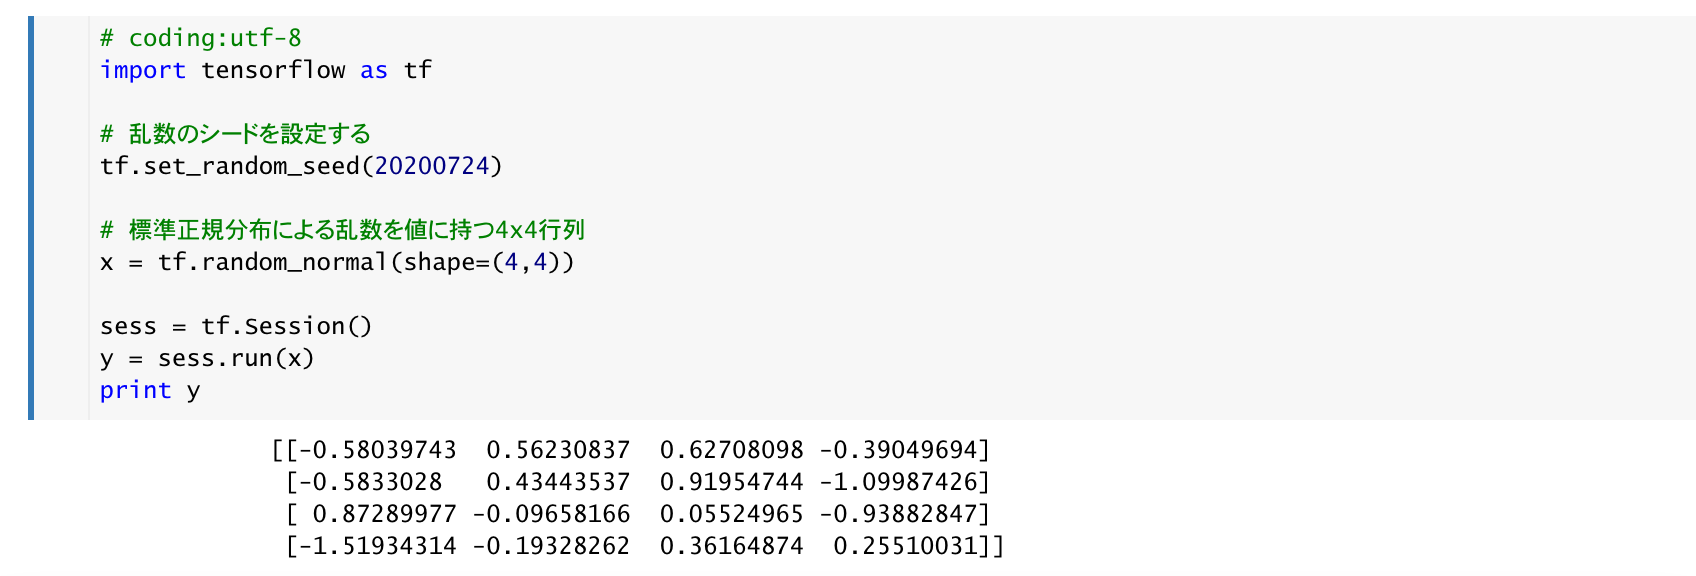 # coding:utf-8
import tensorflow as tf
# 乱数のシードを設定する
tf.set_random_seed(20200724)
# 標準正規分布による乱数を値に持つ4x4行列
x = tf.random_normal(shape=(4,4))
sess = tf.Session()
y = sess.run(x)
print y
[[-0.58039743  0.56230837  0.62708098 -0.39049694]
 [-0.5833028   0.43443537  0.91954744 -1.09987426]
 [ 0.87289977 -0.09658166  0.05524965 -0.93882847]
 [-1.51934314 -0.19328262  0.36164874  0.25510031]]